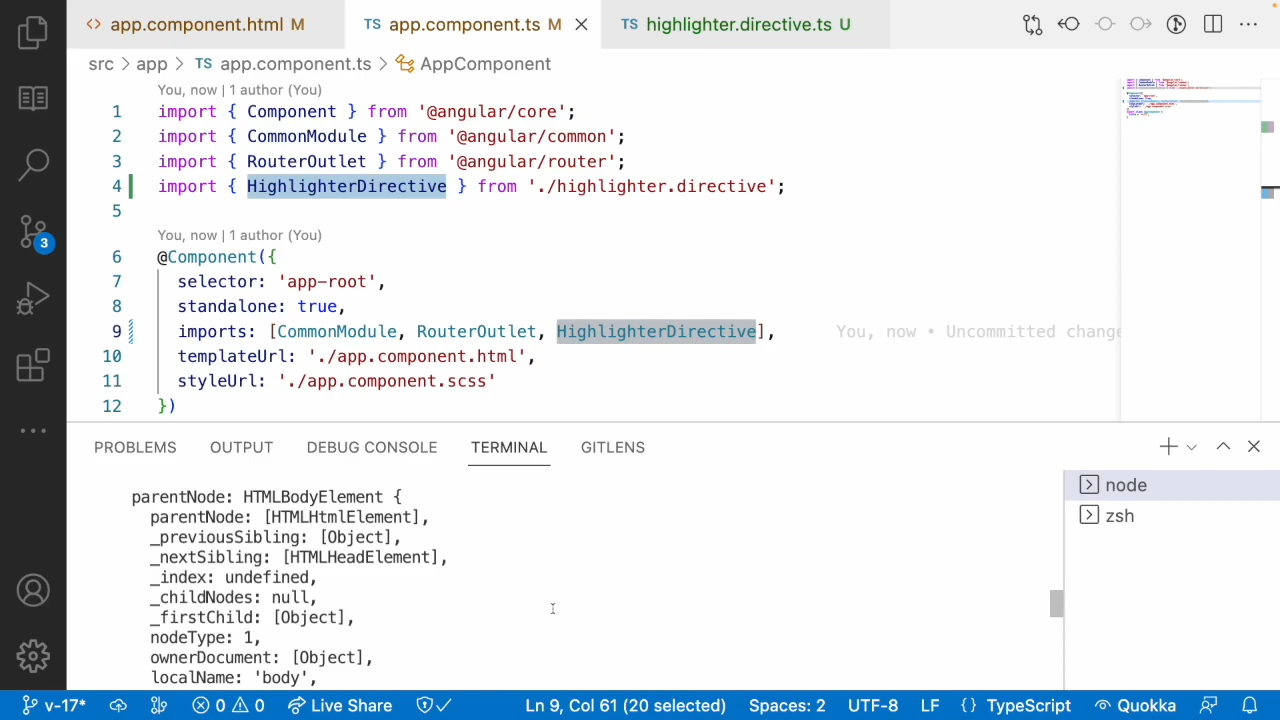 app.component.html M
TS app.component.ts M
TS highlighter.directive.ts U
src > app > TS app.component.ts > AppComponent
You, now | 1 author (You)
1 import { Component } from '@angular/core';
2 import { CommonModule } from '@angular/common';
3 import { RouterOutlet } from '@angular/router';
4 import { HighlighterDirective } from './highlighter.directive';
5
You, now | 1 author (You)
6 @Component({
7 selector: 'app-root',
8 standalone: true,
9 imports: [CommonModule, RouterOutlet, HighlighterDirective], You, now • Uncommitted change
10 templateUrl: './app.component.html',
11 styleUrl: './app.component.scss'
12 })
3
PROBLEMS OUTPUT DEBUG CONSOLE TERMINAL GITLENS
parentNode: HTMLBodyElement {
parentNode: [HTMLHtmlElement],
_previousSibling: [Object],
_nextSibling: [HTMLHeadElement],
_index: undefined,
_childNodes: null,
_firstChild: [Object],
nodeType: 1,
ownerDocument: [Object],
localName: 'body',
node
zsh
v-17* 0 0 Live Share Ln 9, Col 61 (20 selected) Spaces: 2 UTF-8 LF {} TypeScript Quokka